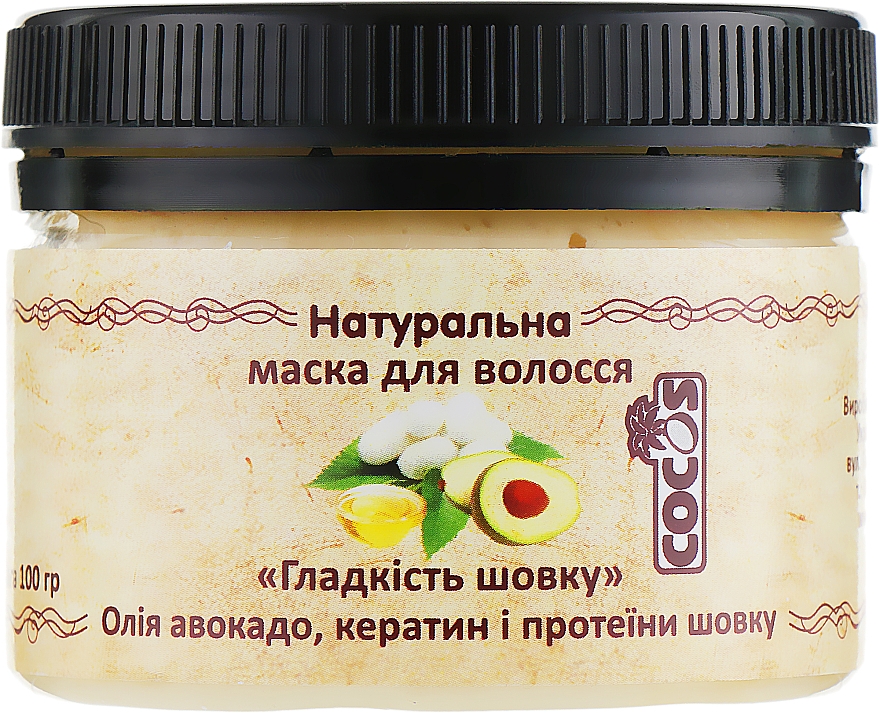 Натуральна
маска для волосся
cocos
«Гладкість шовку»
100 гр
Олія авокадо, кератин і протеїни шовку